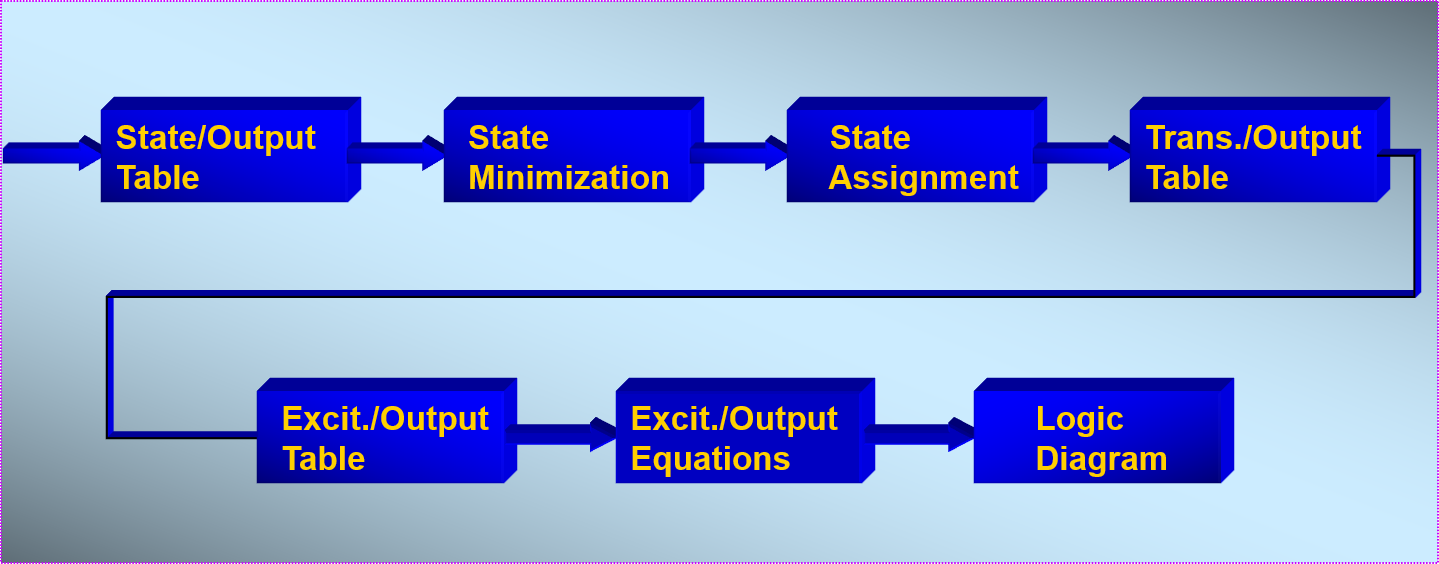 State/Output
Table
State
Minimization
State
Assignment
Trans./Output
Table
Excit./Output
Table
Excit./Output
Equations
Logic
Diagram